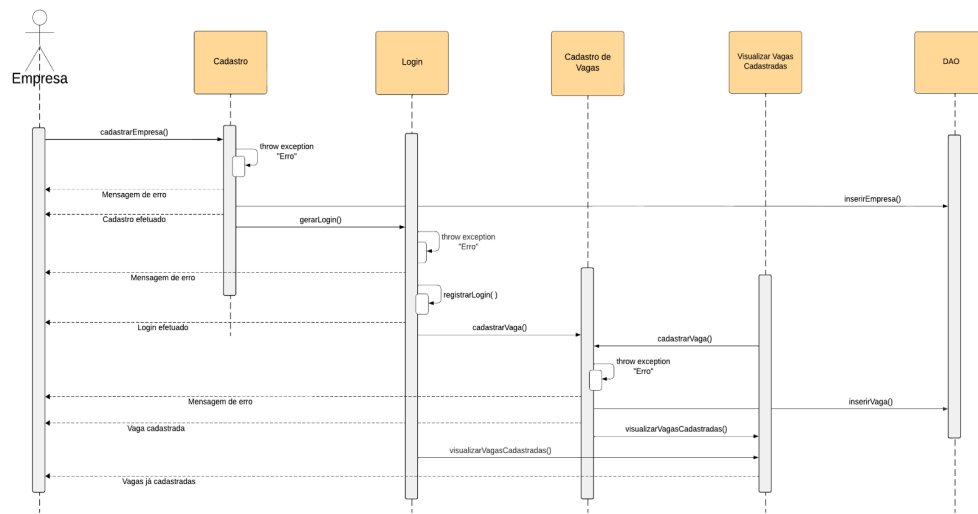 Empresa
Cadastro
Login
Cadastro de
Vagas
Visualizar Vagas
Cadastradas
DAO
cadastrarEmpresa()
throw exception
"Erro"
Mensagem de erro
inserirEmpresa()
Cadastro efetuado
gerarLogin()
throw exception
"Erro"
Mensagem de erro
registrarLogin( )
Login efetuado
cadastrarVaga()
cadastrarVaga()
throw exception
"Erro"
Mensagem de erro
inserirVaga()
Vaga cadastrada
visualizarVagasCadastradas()
visualizarVagasCadastradas()
Vagas já cadastradas